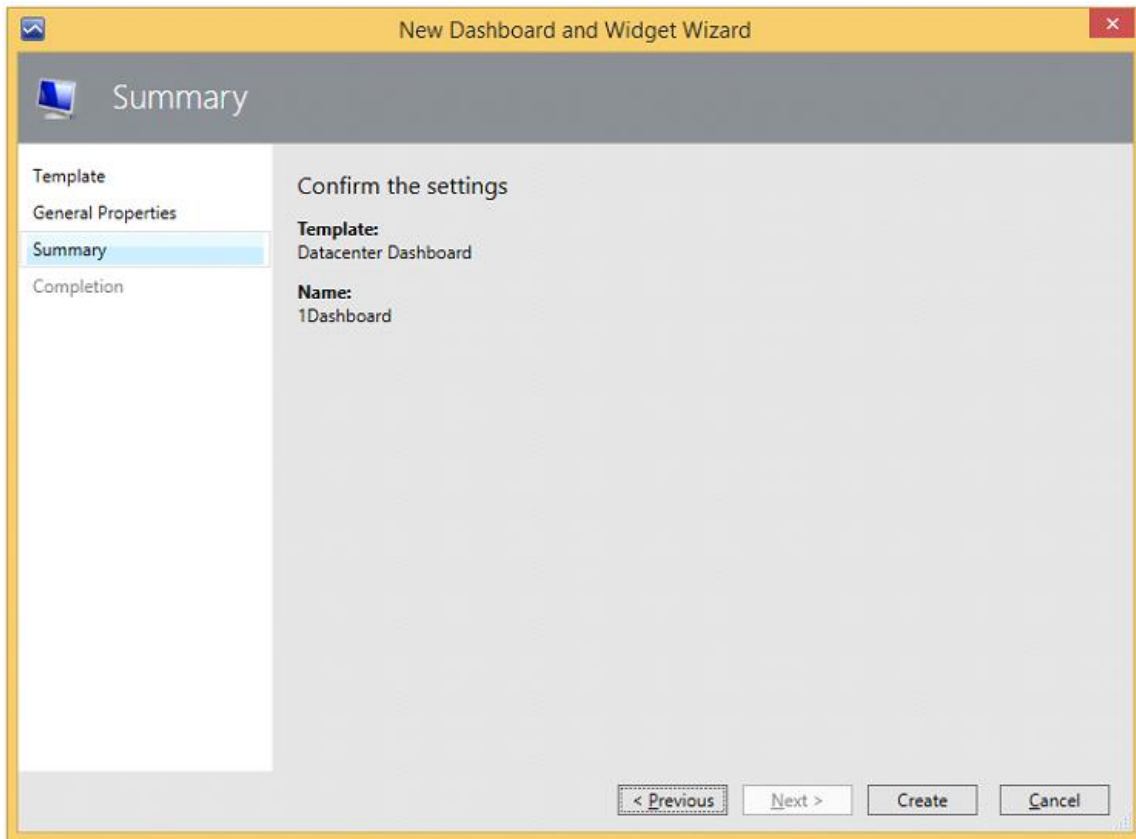 New Dashboard and Widget Wizard
Summary
Template
General Properties
Summary
Completion
Confirm the settings
Template:
Datacenter Dashboard
Name:
1Dashboard
< Previous
Next >
Create
Cancel